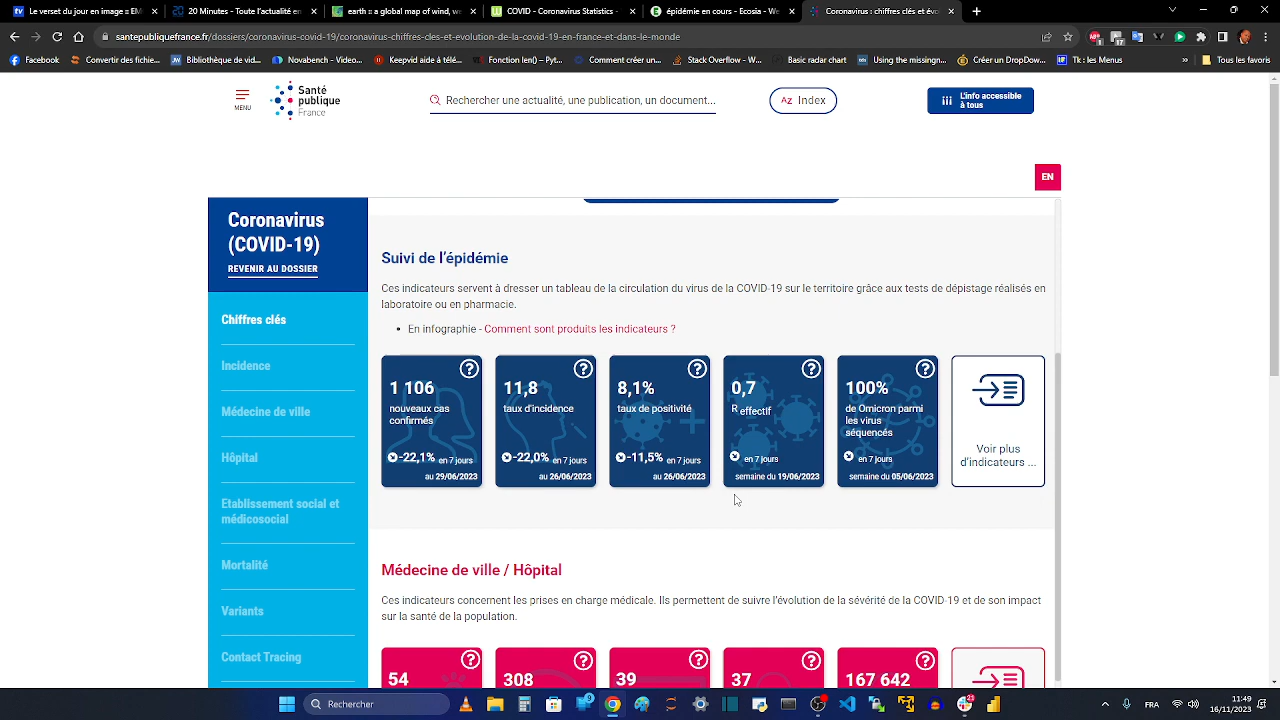 Le verset du jour en image :: EM
20 Minutes - Toute l'actualité en
earth :: a global map of wind, we
COVID - Coronavirus Statistics -
épidémie en cours - Ecosia - We
Coronavirus : chiffres clés et évo
santepubliquefrance.fr/dossiers/coronavirus-covid-19/coronavirus-chiffres-cles-et-evolution-de-la-covid-19-en-france-et-dans-le-monde
Facebook
Convertir des fichie...
Bibliothèque de vid...
Novabench - Video...
Keepvid aide à télé...
Fonction len() – Pyt...
Comment créer un...
Stack Overflow - W...
Basic radar chart
Using the missingn...
Créer un DropDow...
Tk : les Menus
»
Tous les favoris
MENU
Santé
publique
France
Rechercher une actualité, une publication, un document...
Az Index
L'info accessible
à tous
EN
Coronavirus
(COVID-19)
REVENIR AU DOSSIER
Chiffres clés
Incidence
Médecine de ville
Hôpital
Etablissement social et
médicosocial
Mortalité
Variants
Contact Tracing
Suivi de l'épidémie
Ces indicateurs servent à dresser un tableau de la circulation du virus de la COVID-19 sur le territoire grâce aux tests de dépistage réalisés en
laboratoire ou en pharmacie.
• En infographie - Comment sont produits les indicateurs ?
?
1 106
nouveaux cas
confirmés
-22,1% en 7 jours
au 29/06/2023
?
11,8
taux d'incidence
-22,0% en 7 jours
au 26/06/2023
?
8,1%
taux de positivité
-11,5% en 7 jours
au 26/06/2023
?
0,7
R effectif
en 7 jours
semaine du 19/06/2023
?
100%
de Omicron parmi
les virus
séquencés
en 7 jours
semaine du 05/06/2023
Voir plus
d'indicateurs ...
Médecine de ville / Hôpital
Ces indicateurs concernent les prises en charge médicale. Ils permettent de suivre l'évolution de la sévérité de la COVID-19 et de son impact
sur la santé de la population.
?
54
?
308
?
39
?
37
?
167 642
Rechercher
FRA
11:49
16/11/2023